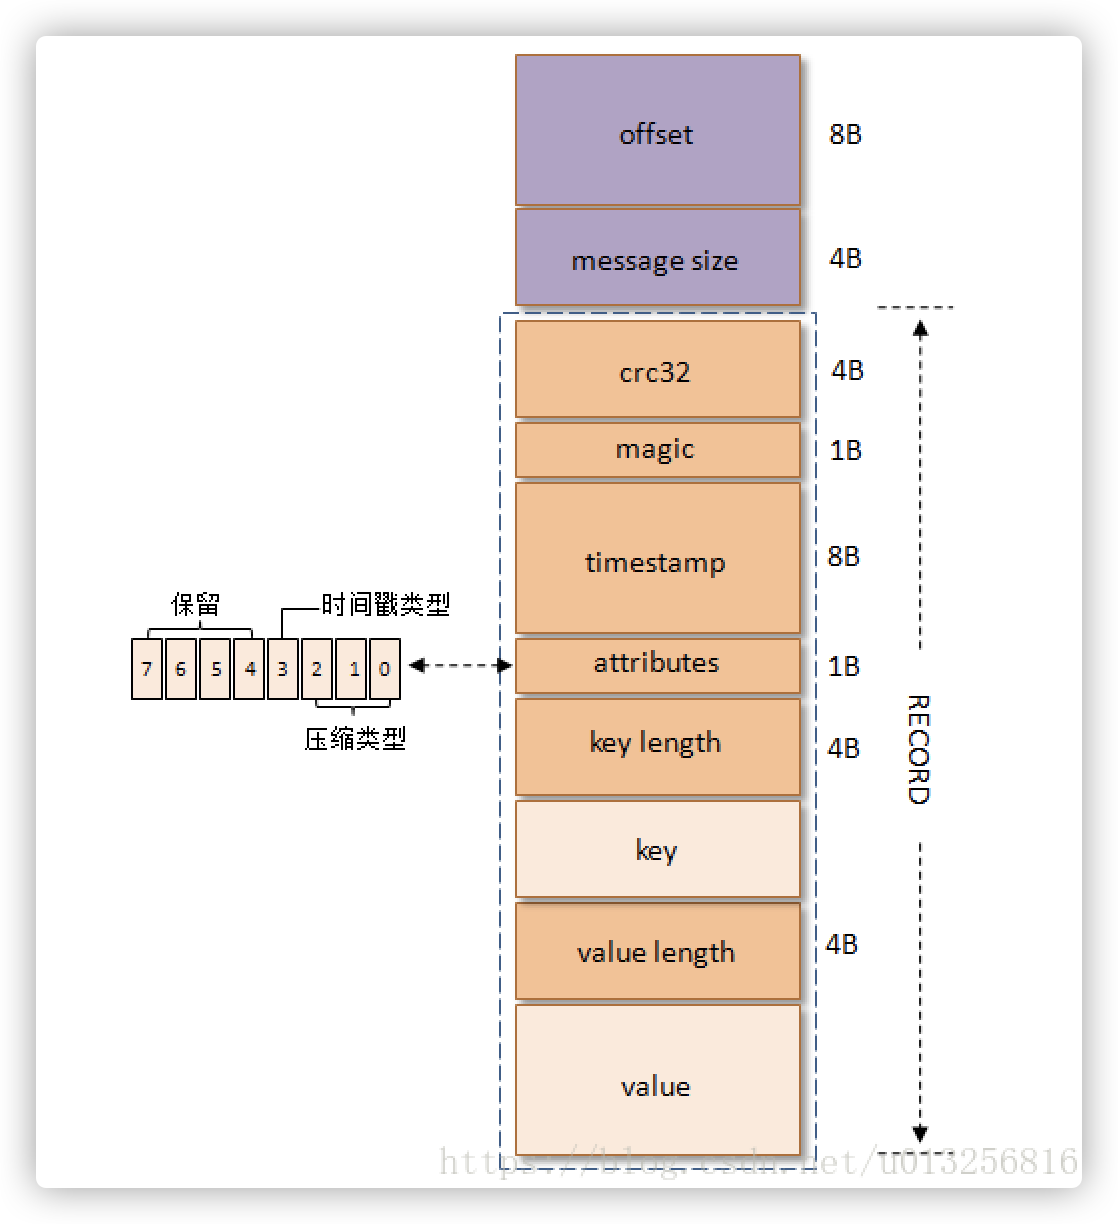 offset 8B
message size 4B
crc32 4B
magic 1B
timestamp 8B
保留 时间戳类型
7 6 5 4 3 2 1 0
attributes 1B
压缩类型
key length 4B
RECORD
key
value length 4B
value
https://blog.csdn.net/u013256816